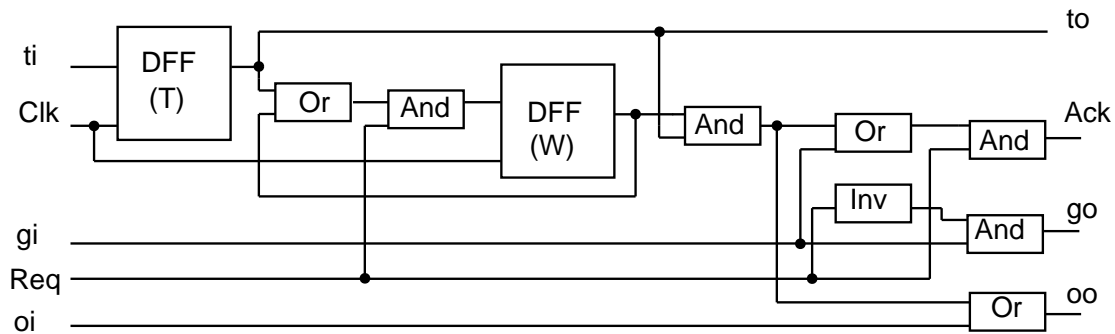 to
ti
DFF
(T)
DFF
(W)
Or
And
Clk
Ack
And
Or
And
Inv
go
gi
And
Req
oo
Or
oi